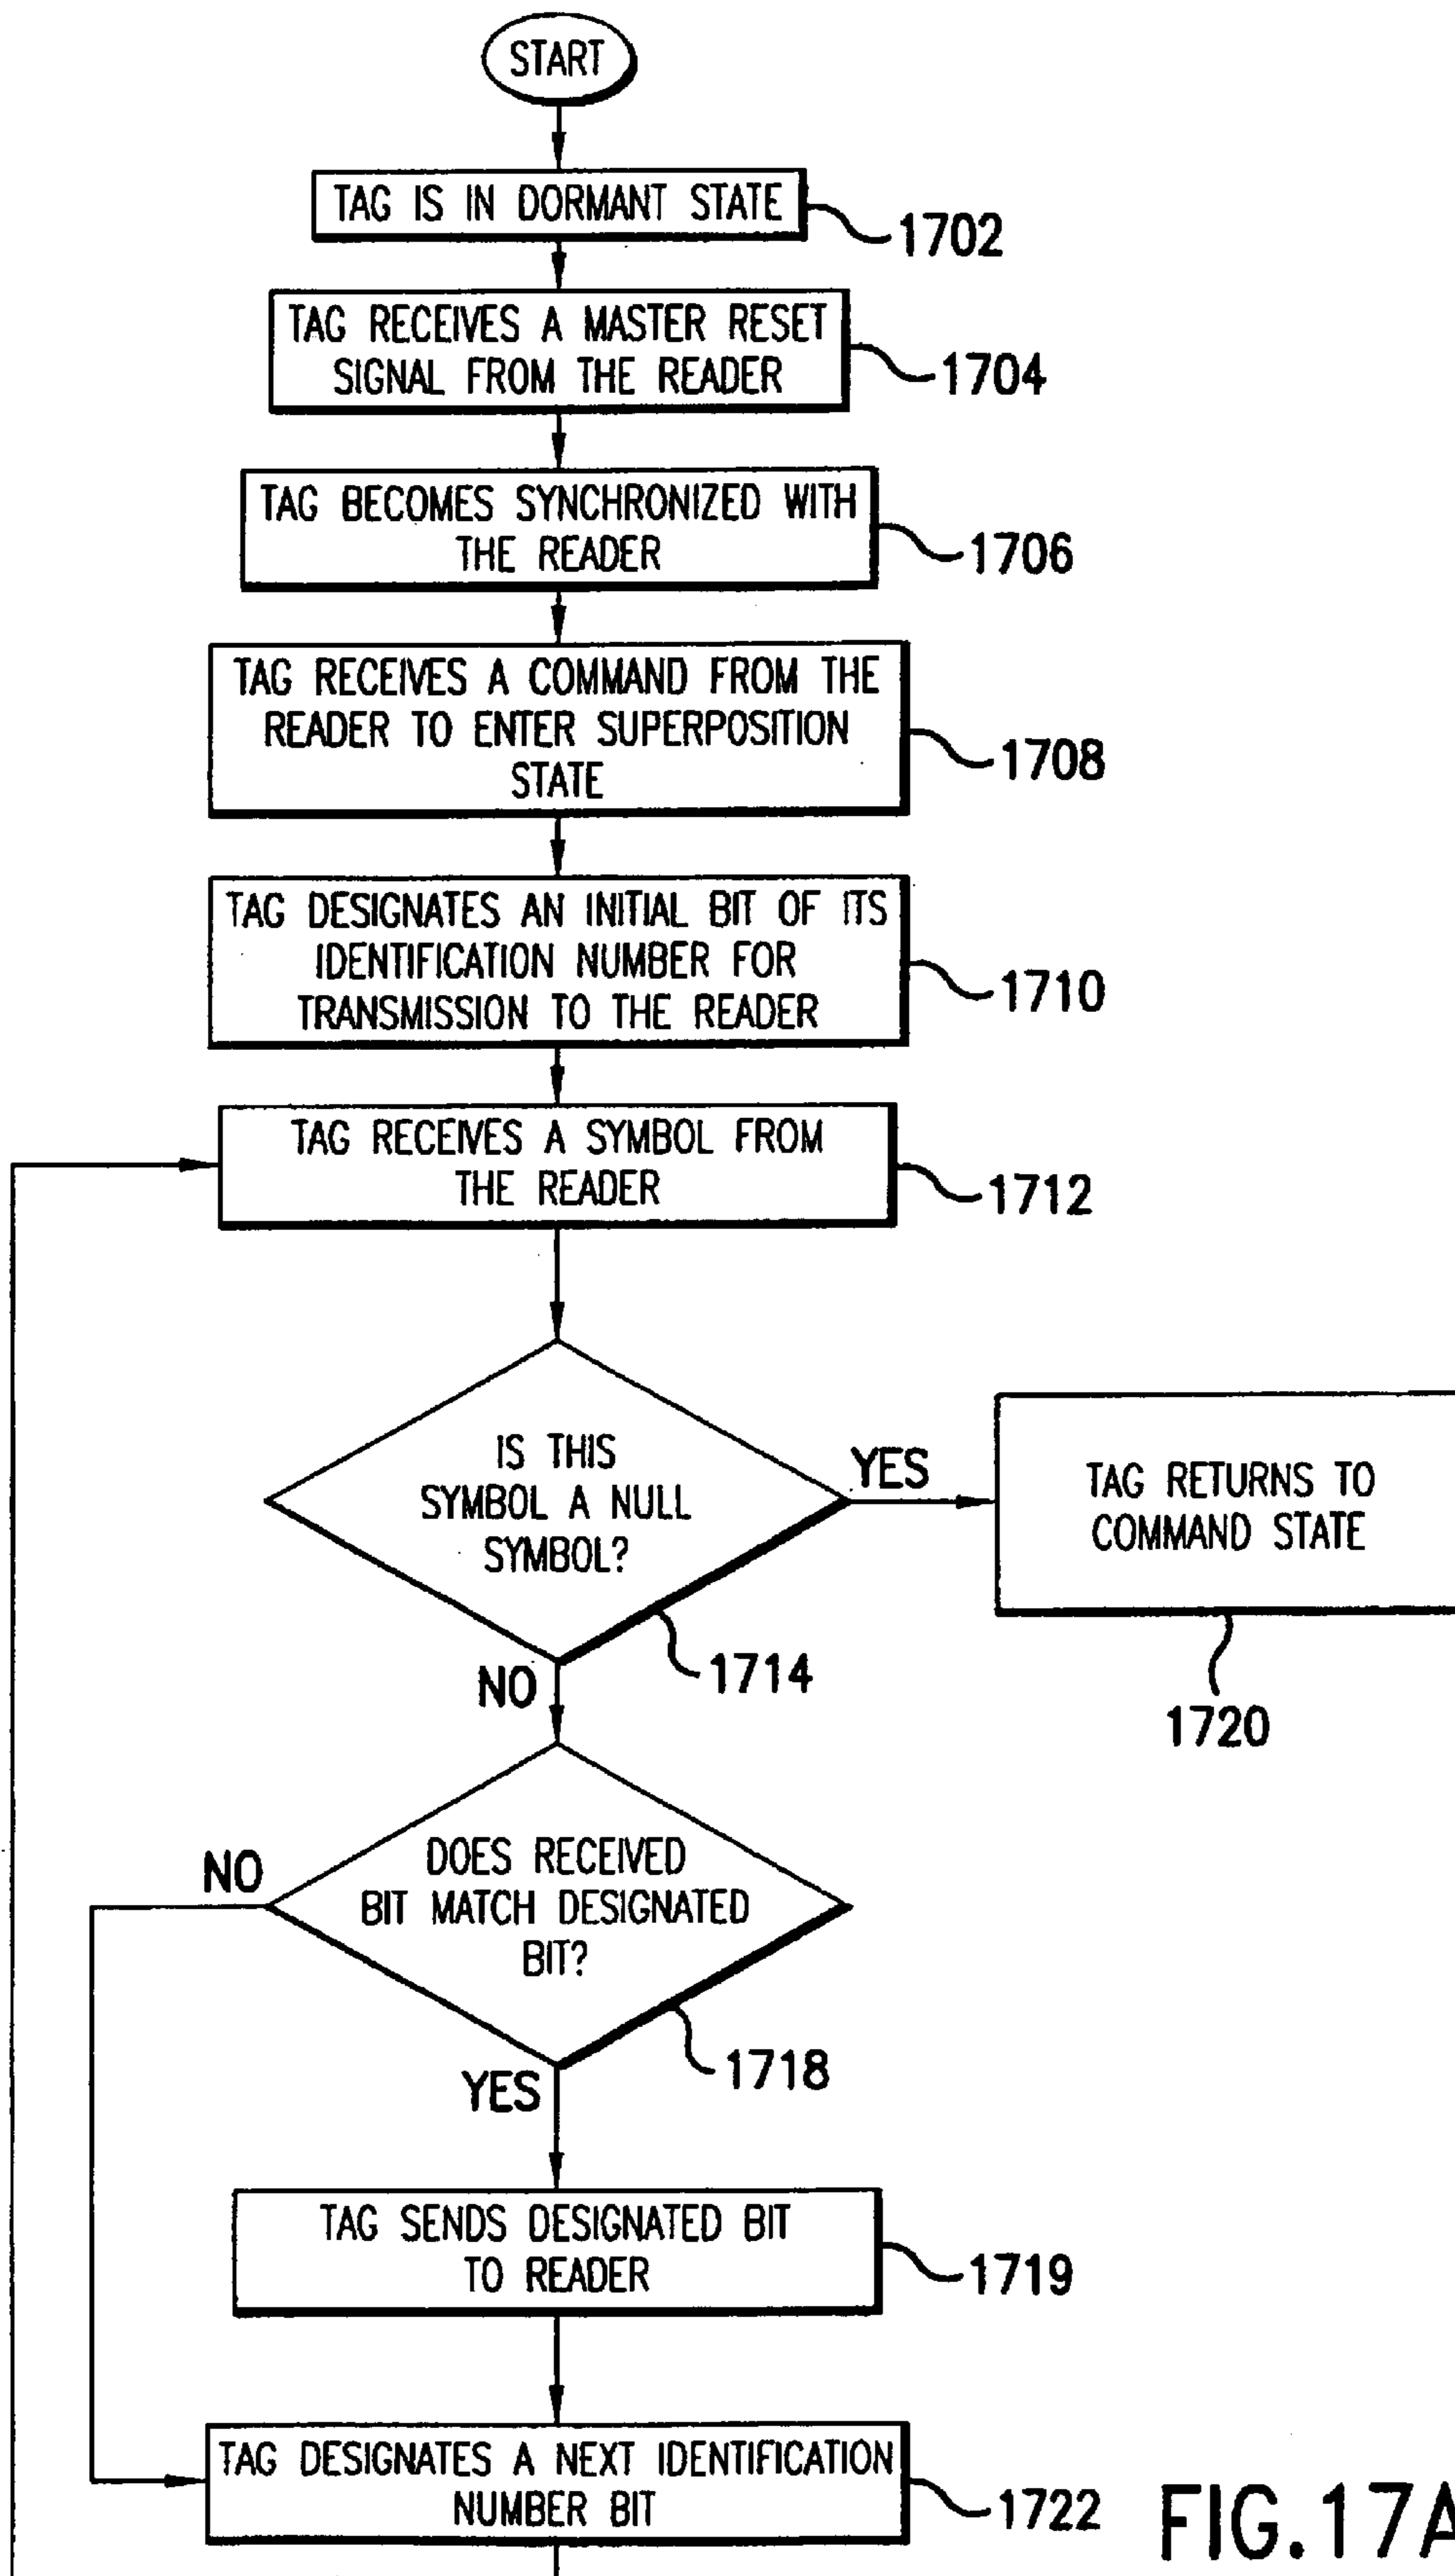 START
TAG IS IN DORMANT STATE
1702
TAG RECEIVES A MASTER RESET
SIGNAL FROM THE READER
1704
TAG BECOMES SYNCHRONIZED WITH
THE READER
1706
TAG RECEIVES A COMMAND FROM THE
READER TO ENTER SUPERPOSITION
STATE
1708
TAG DESIGNATES AN INITIAL BIT OF ITS
IDENTIFICATION NUMBER FOR
TRANSMISSION TO THE READER
1710
TAG RECEIVES A SYMBOL FROM
THE READER
1712
IS THIS
SYMBOL A NULL
SYMBOL?
YES
TAG RETURNS TO
COMMAND STATE
1714
NO
1720
DOES RECEIVED
BIT MATCH DESIGNATED
BIT?
NO
1718
YES
TAG SENDS DESIGNATED BIT
TO READER
1719
TAG DESIGNATES A NEXT IDENTIFICATION
NUMBER BIT
1722
FIG.17A